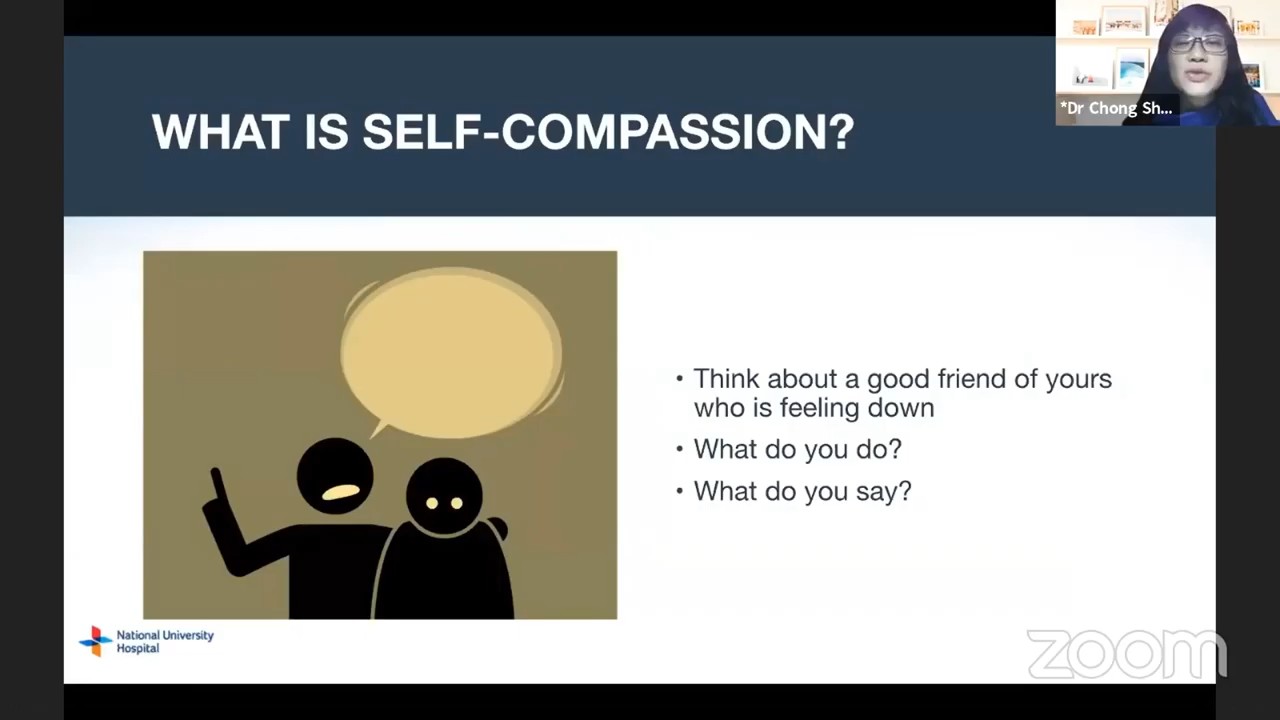 WHAT IS SELF-COMPASSION?
*Dr Chong Sh...
• Think about a good friend of yours
who is feeling down
• What do you do?
• What do you say?
National University
Hospital
zoom